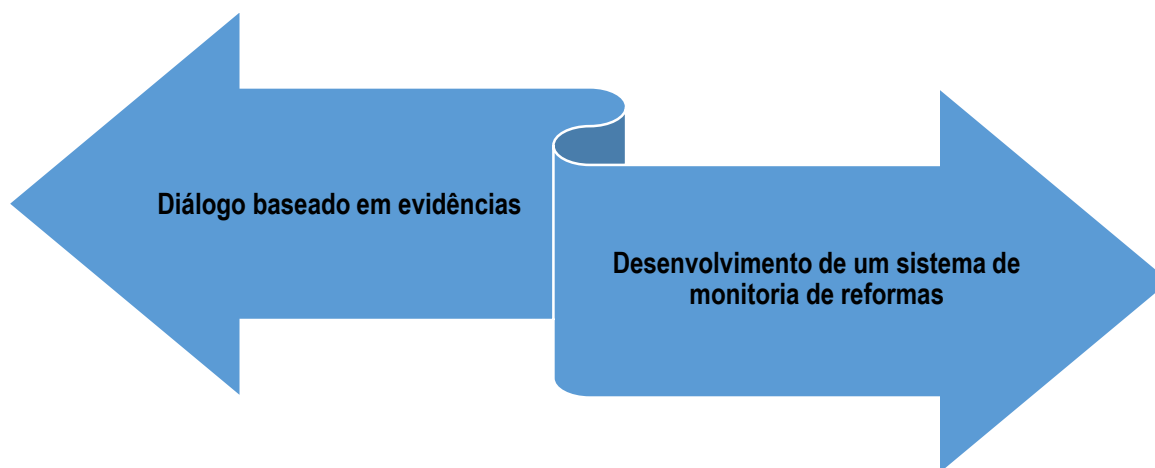 Diálogo baseado em evidências
Desenvolvimento de um sistema de
monitoria de reformas